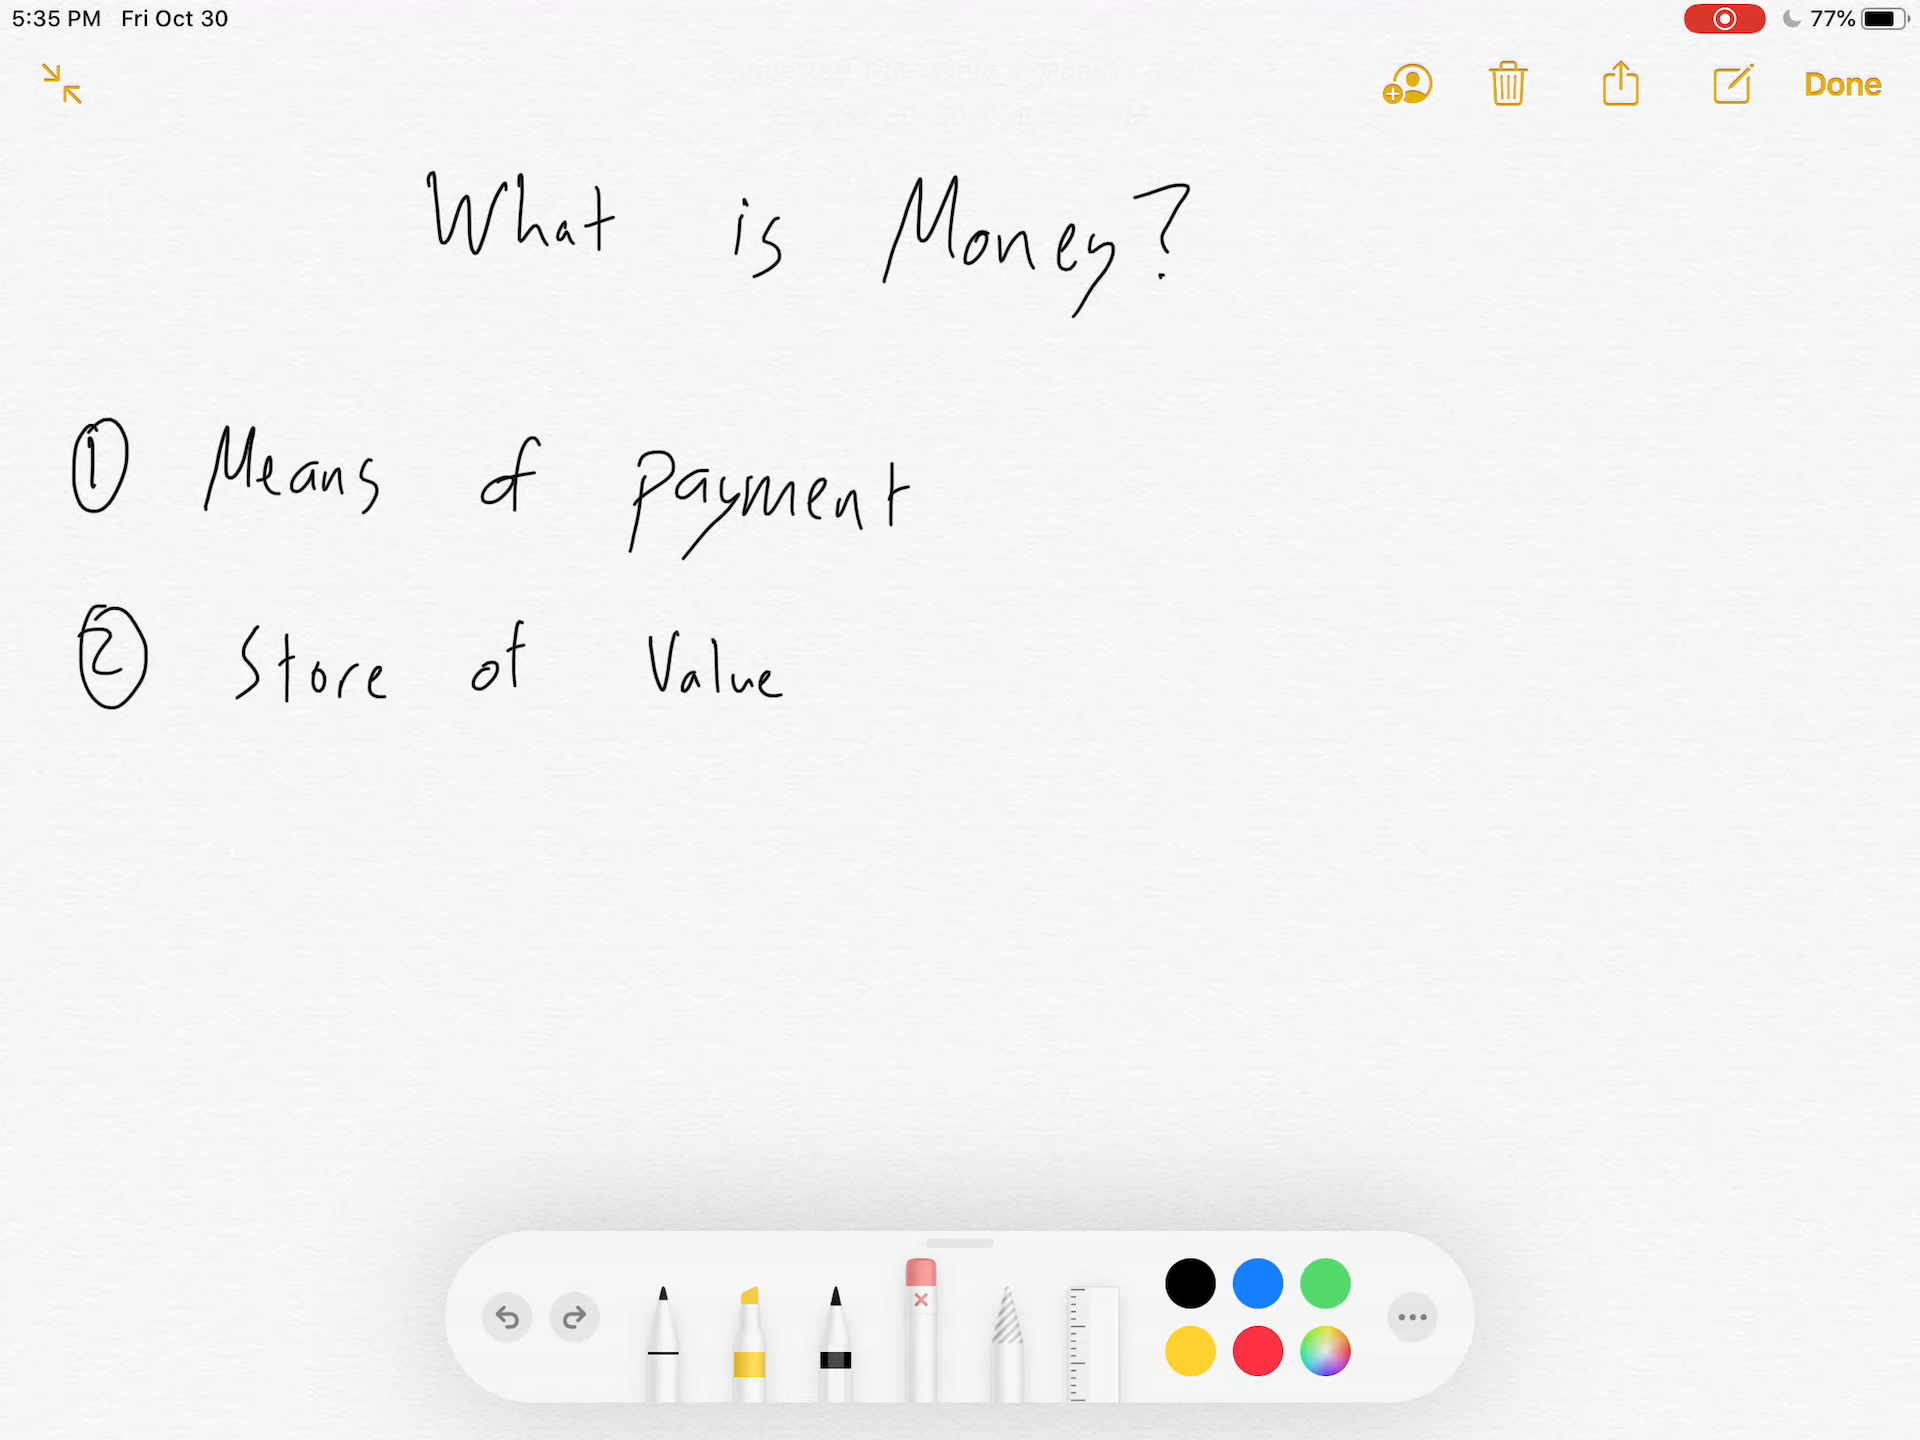 5:35 PM Fri Oct 30 77%
Done
What is Money?
1 Means of Payment
2 Store of Value